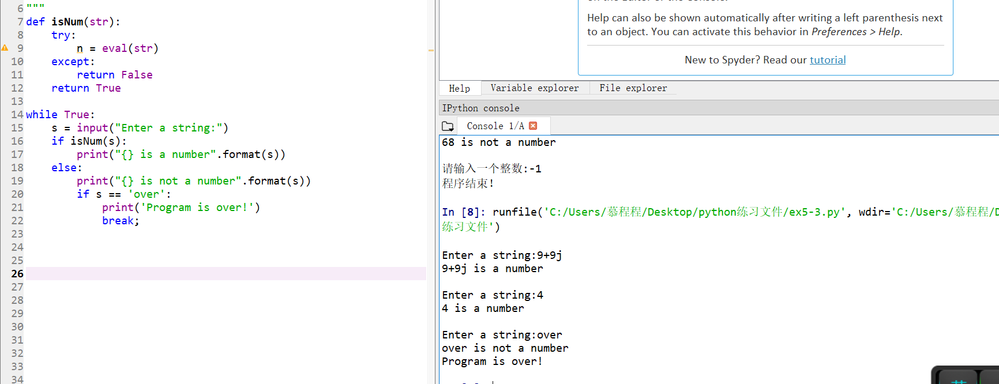 6 """
7 def isNum(str):
8     try:
9         n = eval(str)
10     except:
11         return False
12     return True
13
14 while True:
15     s = input("Enter a string:")
16     if isNum(s):
17         print("{} is a number".format(s))
18     else:
19         print("{} is not a number".format(s))
20         if s == 'over':
21             print('Program is over!')
22             break;
23
24
25
26
27
28
29
30
31
32
33
34
Help can also be shown automatically after writing a left parenthesis next
to an object. You can activate this behavior in Preferences > Help.
New to Spyder? Read our tutorial
Help Variable explorer File explorer
IPython console
Console 1/A
68 is not a number
请输入一个整数:-1
程序结束!
In [8]: runfile('C:/Users/慕程程/Desktop/python练习文件/ex5-3.py', wdir='C:/Users/慕程程/D
练习文件')
Enter a string:9+9j
9+9j is a number
Enter a string:4
4 is a number
Enter a string:over
over is not a number
Program is over!